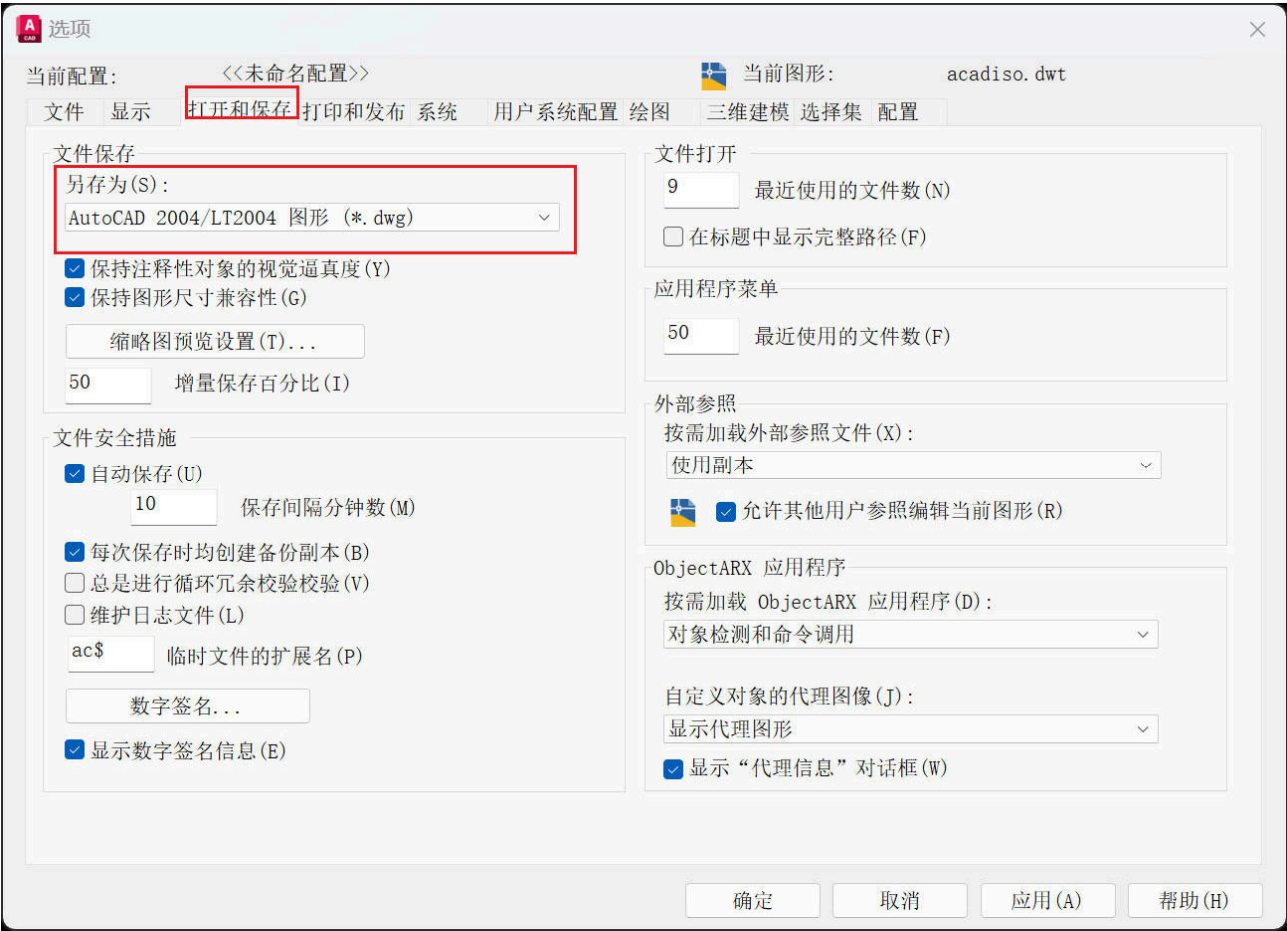 A
CAD
选项
当前配置: <<未命名配置>> 当前图形: acadiso.dwt
文件 显示 打开和保存 打印和发布 系统 用户系统配置 绘图 三维建模 选择集 配置
文件保存
另存为(S):
AutoCAD 2004/LT2004 图形 (*.dwg)
保持注释性对象的视觉逼真度(Y)
保持图形尺寸兼容性(G)
缩略图预览设置(T)...
50 增量保存百分比(I)
文件安全措施
自动保存(U)
10 保存间隔分钟数(M)
每次保存时均创建备份副本(B)
总是进行循环冗余校验校验(V)
维护日志文件(L)
ac$ 临时文件的扩展名(P)
数字签名...
显示数字签名信息(E)
文件打开
9 最近使用的文件数(N)
在标题中显示完整路径(F)
应用程序菜单
50 最近使用的文件数(F)
外部参照
按需加载外部参照文件(X):
使用副本
允许其他用户参照编辑当前图形(R)
ObjectARX 应用程序
按需加载 ObjectARX 应用程序(D):
对象检测和命令调用
自定义对象的代理图像(J):
显示代理图形
显示“代理信息”对话框(W)
确定 取消 应用(A) 帮助(H)